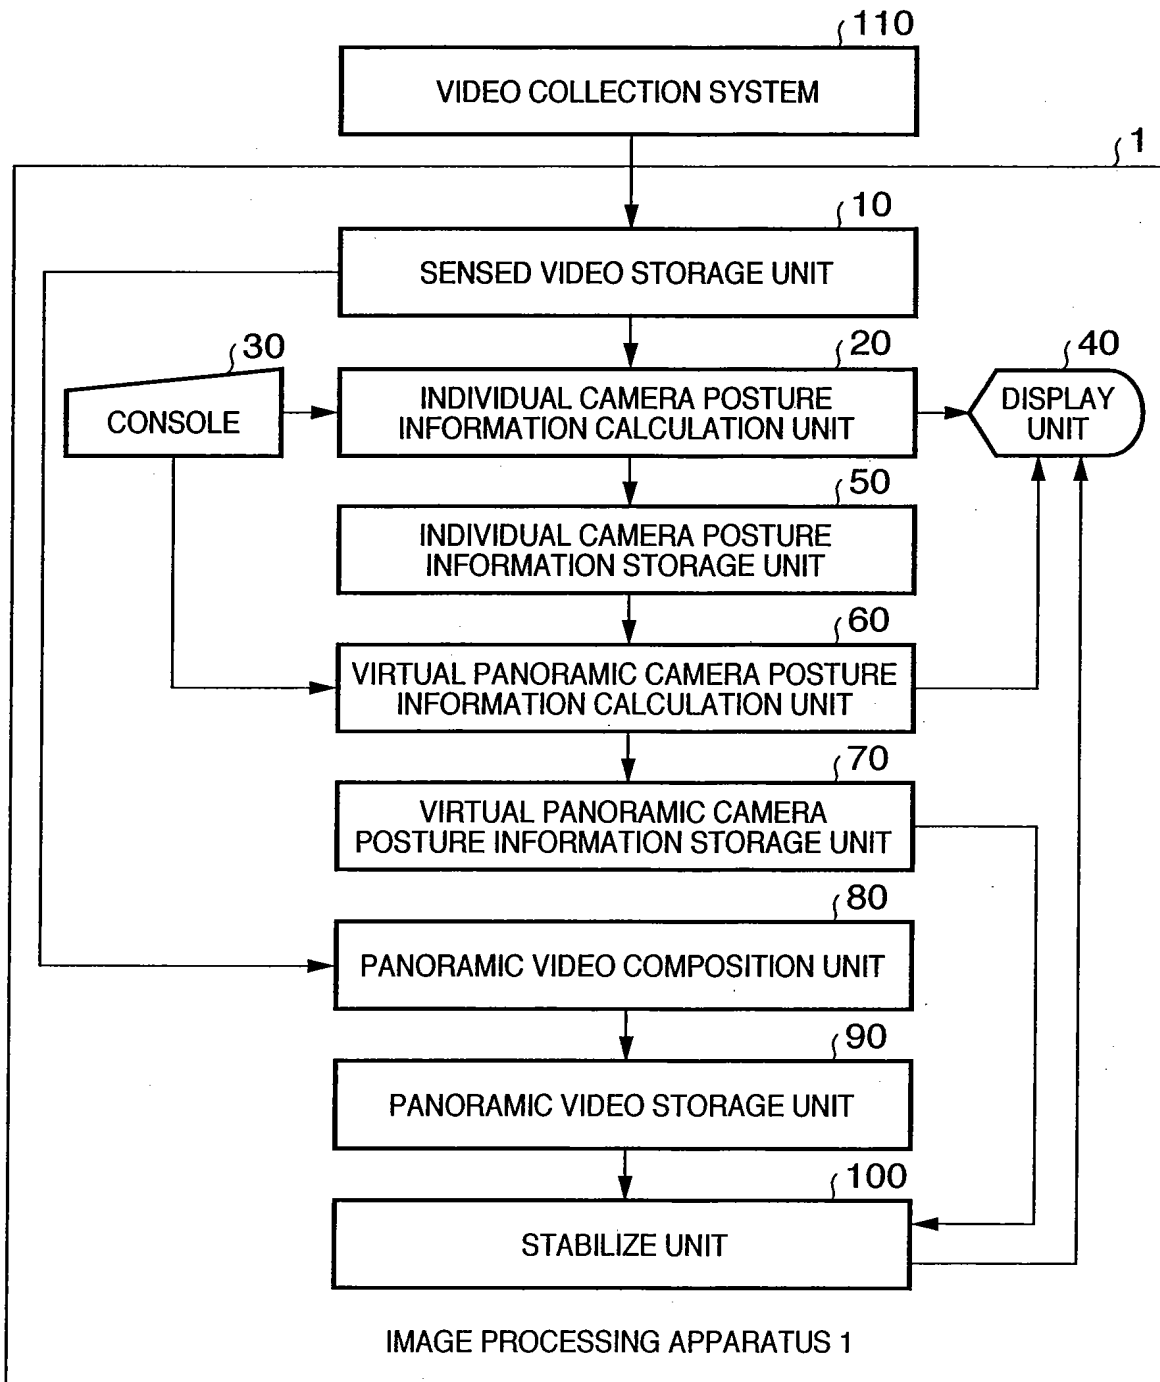 110
VIDEO COLLECTION SYSTEM
1
10
SENSED VIDEO STORAGE UNIT
30
CONSOLE
20
INDIVIDUAL CAMERA POSTURE
INFORMATION CALCULATION UNIT
40
DISPLAY
UNIT
50
INDIVIDUAL CAMERA POSTURE
INFORMATION STORAGE UNIT
60
VIRTUAL PANORAMIC CAMERA POSTURE
INFORMATION CALCULATION UNIT
70
VIRTUAL PANORAMIC CAMERA
POSTURE INFORMATION STORAGE UNIT
80
PANORAMIC VIDEO COMPOSITION UNIT
90
PANORAMIC VIDEO STORAGE UNIT
100
STABILIZE UNIT
IMAGE PROCESSING APPARATUS 1